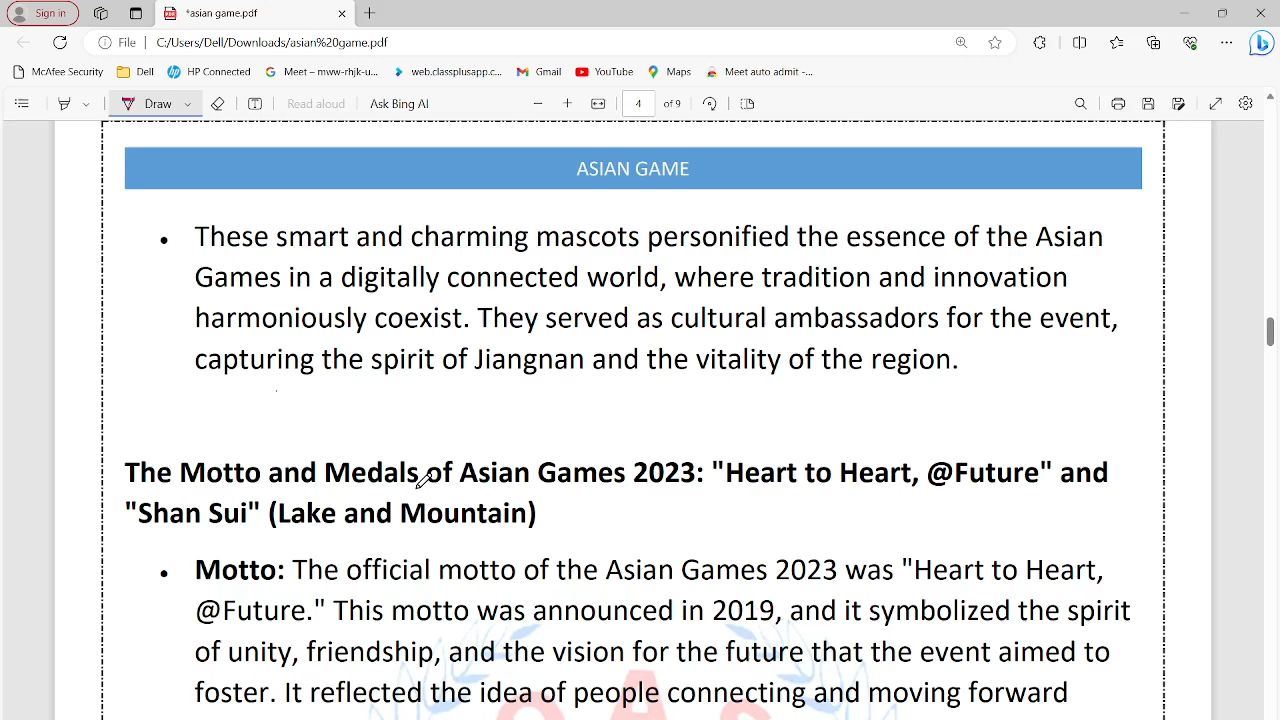 Sign in
*asian game.pdf
File
C:/Users/Dell/Downloads/asian%20game.pdf
McAfee Security
Dell
HP Connected
Meet – mww-rhjk-u...
web.classplusapp.c...
Gmail
YouTube
Maps
Meet auto admit -...
Draw
Read aloud
Ask Bing AI
4
of 9
ASIAN GAME
• These smart and charming mascots personified the essence of the Asian
Games in a digitally connected world, where tradition and innovation
harmoniously coexist. They served as cultural ambassadors for the event,
capturing the spirit of Jiangnan and the vitality of the region.
The Motto and Medals of Asian Games 2023: "Heart to Heart, @Future" and
"Shan Sui" (Lake and Mountain)
• Motto: The official motto of the Asian Games 2023 was "Heart to Heart,
@Future." This motto was announced in 2019, and it symbolized the spirit
of unity, friendship, and the vision for the future that the event aimed to
foster. It reflected the idea of people connecting and moving forward